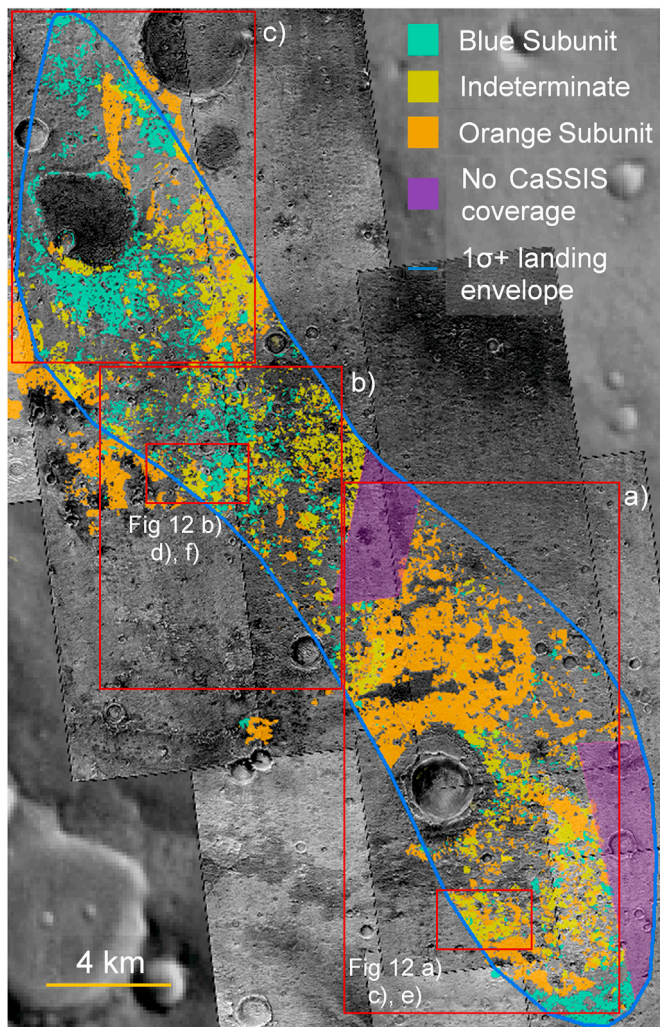 c)
Blue Subunit
Indeterminate
Orange Subunit
No CaSSIS
coverage
1σ+ landing
envelope
b)
a)
Fig 12 b)
d), f)
Fig 12 a)
c), e)
4 km